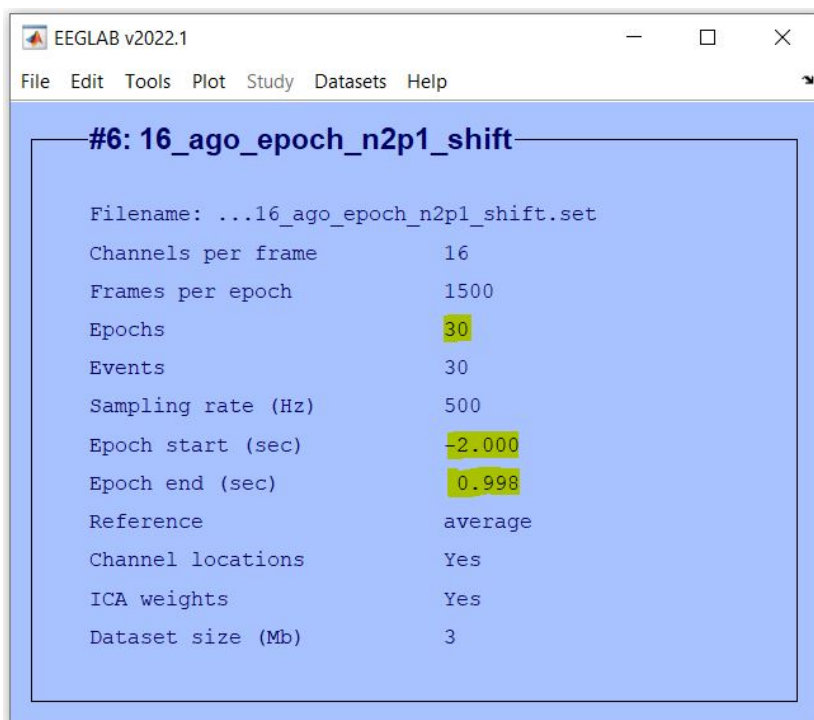 EEGLAB v2022.1
File Edit Tools Plot Study Datasets Help
#6: 16_ago_epoch_n2p1_shift
Filename: ...16_ago_epoch_n2p1_shift.set
Channels per frame 16
Frames per epoch 1500
Epochs 30
Events 30
Sampling rate (Hz) 500
Epoch start (sec) -2.000
Epoch end (sec) 0.998
Reference average
Channel locations Yes
ICA weights Yes
Dataset size (Mb) 3